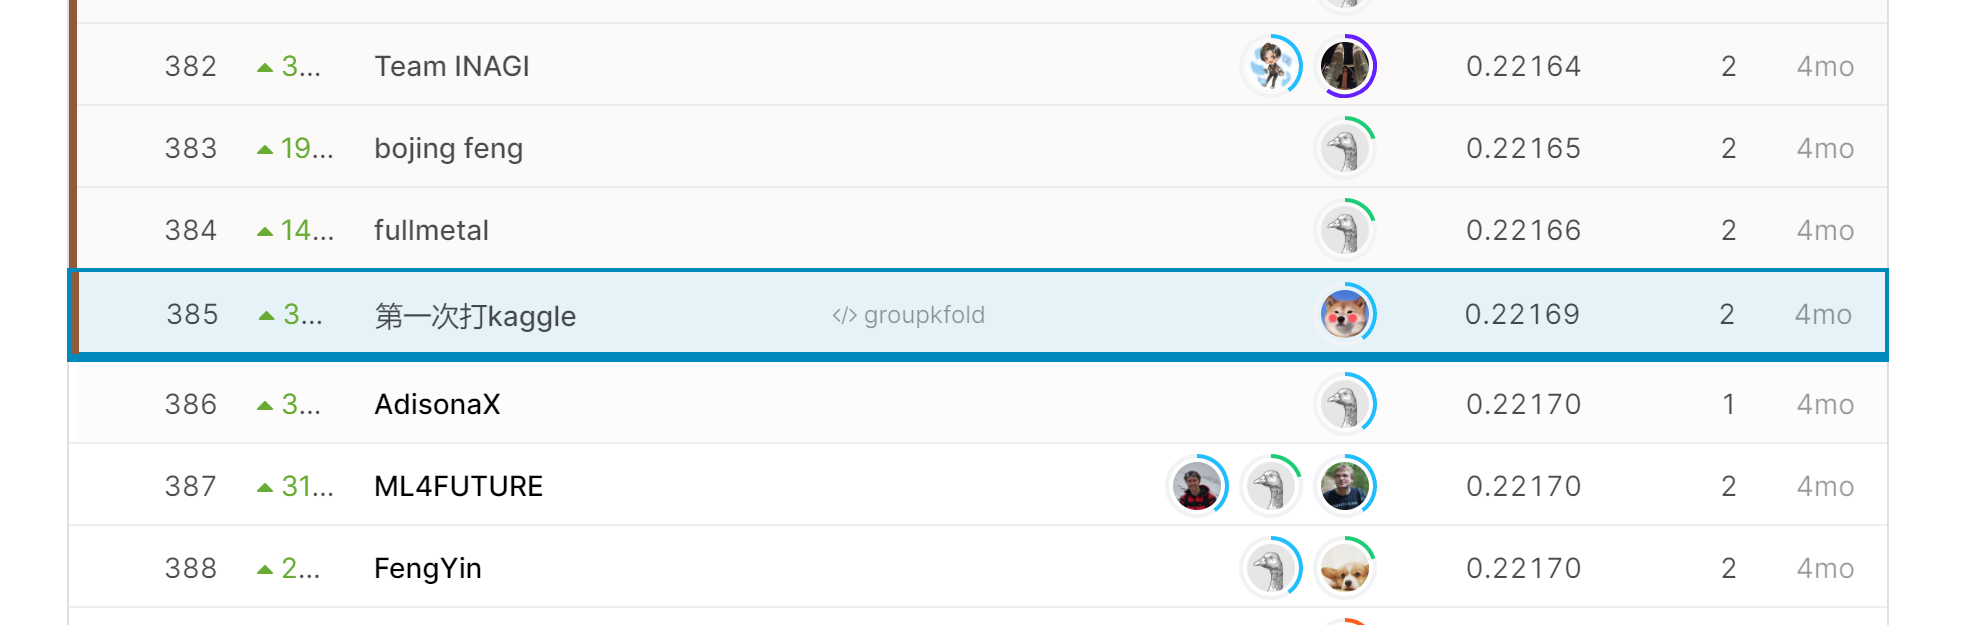 382 ▲ 3... Team INAGI 0.22164 2 4mo
383 ▲ 19... bojing feng 0.22165 2 4mo
384 ▲ 14... fullmetal 0.22166 2 4mo
385 ▲ 3... 第一次打kaggle </> groupkfold 0.22169 2 4mo
386 ▲ 3... AdisonaX 0.22170 1 4mo
387 ▲ 31... ML4FUTURE 0.22170 2 4mo
388 ▲ 2... FengYin 0.22170 2 4mo